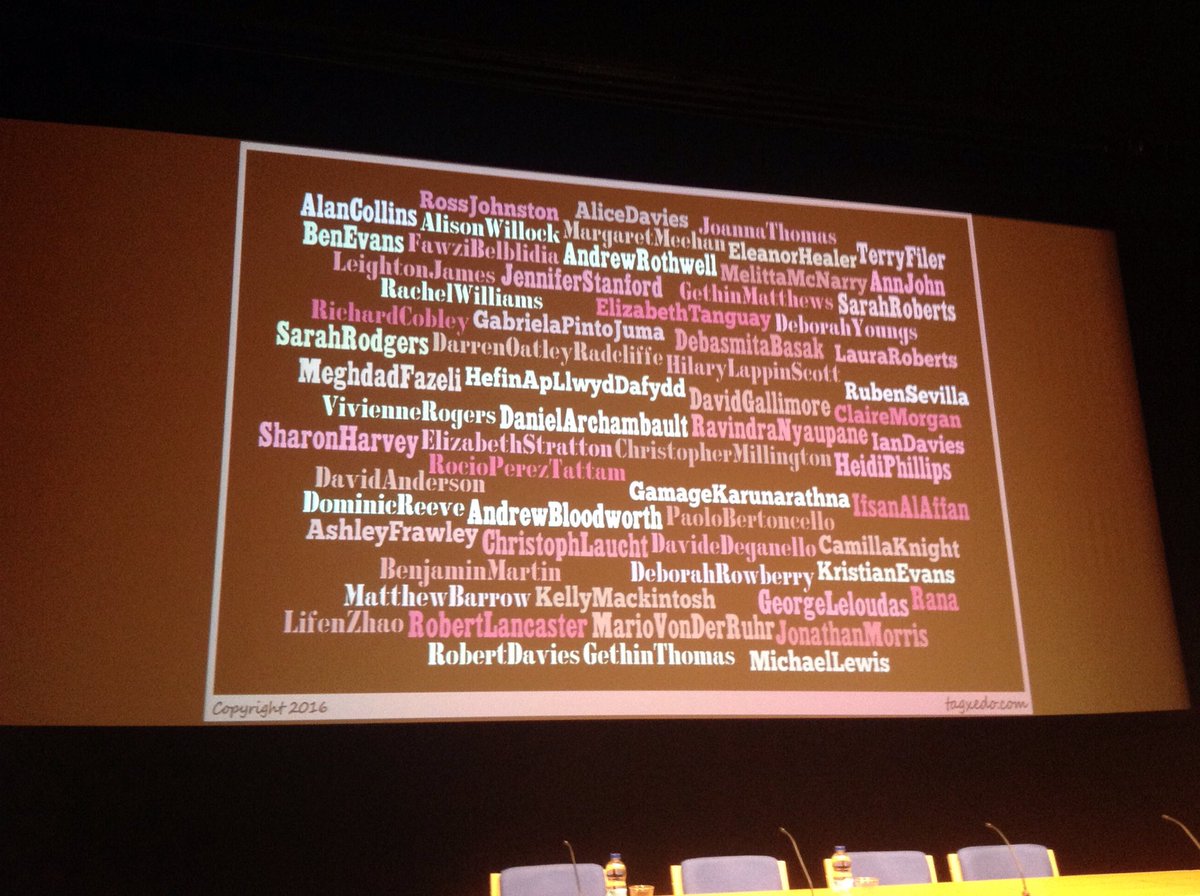 RossJohnston AliceDavies JoannaThomas
AlanCollins AlisonWillock MargaretMeehan EleanorHealer TerryFiler
BenEvans FawziBelblidia AndrewRothwell MelittaMcNarry AnnJohn
LeightonJames JenniferStanford GethinMatthews SarahRoberts
RachelWilliams ElizabethTanguay DeborahYoungs
RichardCobley GabrielaPintoJuma DebasmitaBasak LauraRoberts
SarahRodgers DarrenOatleyRadcliffe HilaryLappinScott
MeghdadFazeli HefinApLlwydDafydd DavidGallimore RubenSevilla
VivienneRogers DanielArchambault RavindraNyaupane ClaireMorgan
SharonHarvey ElizabethStratton ChristopherMillington IanDavies
RocioPerezTattam HeidiPhillips
DavidAnderson GamageKarunarathna IfsanAlAffan
DominicReeve AndrewBloodworth PaoloBertoncello
AshleyFrawley ChristophLaucht DavideDeganello CamillaKnight
BenjaminMartin DeborahRowberry KristianEvans
MatthewBarrow KellyMackintosh GeorgeLeloudas Rana
LifenZhao RobertLancaster MarioVonDerRuhr JonathanMorris
RobertDavies GethinThomas MichaelLewis
Copyright 2016 tagxedo.com